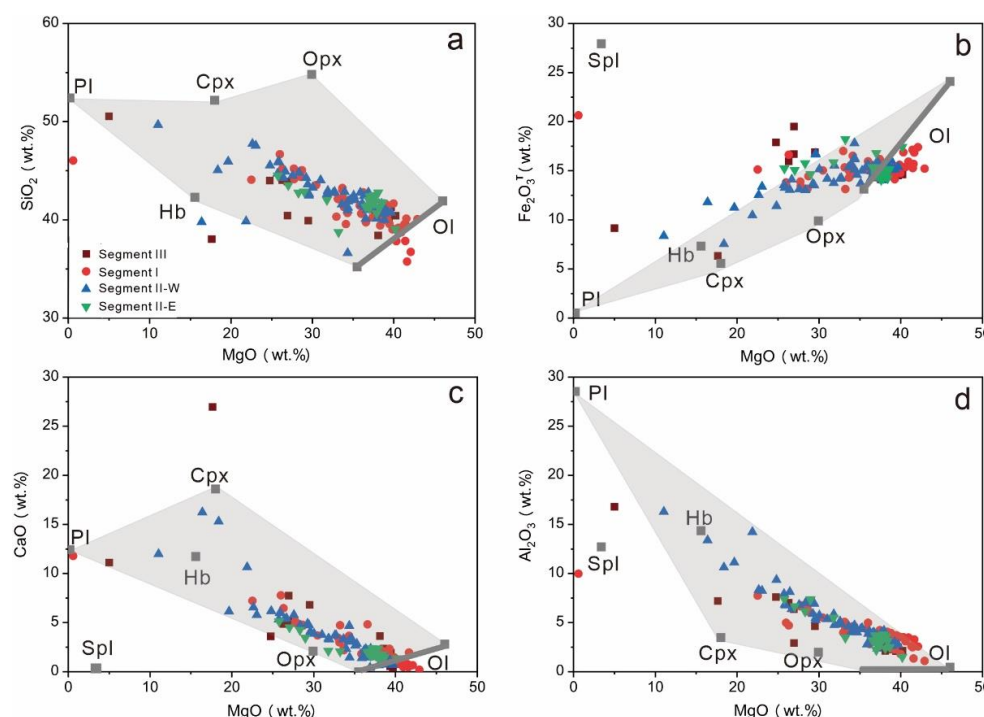 a
60
50
40
30
SiO₂ (wt.%)
Pl
Cpx
Opx
Hb
Ol
Segment III
Segment I
Segment II-W
Segment II-E
0 10 20 30 40 50
MgO (wt.%)
b
30
25
20
15
10
5
0
Fe₂O₃ᵀ (wt.%)
Spl
Ol
Opx
Hb
Cpx
Pl
0 10 20 30 40 50
MgO (wt.%)
c
30
25
20
15
10
5
0
CaO (wt.%)
Cpx
Pl
Hb
Spl
Opx
Ol
0 10 20 30 40 50
MgO (wt.%)
d
30
25
20
15
10
5
0
Al₂O₃ (wt.%)
Pl
Hb
Spl
Cpx
Opx
Ol
0 10 20 30 40 50
MgO (wt.%)